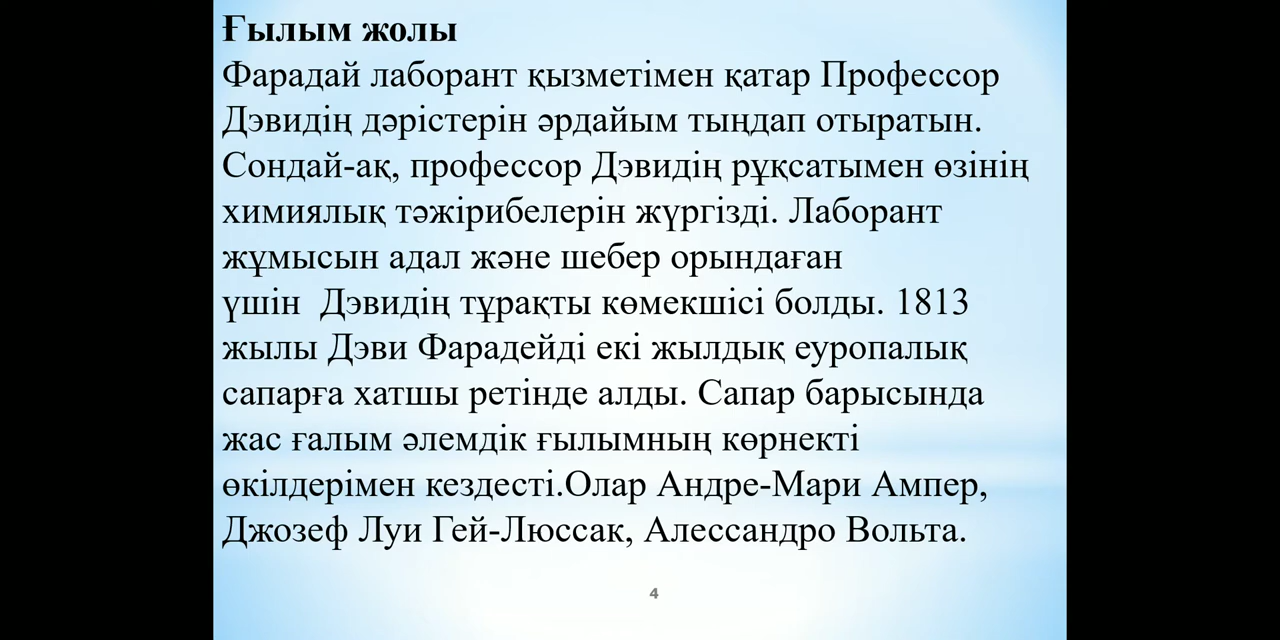 Ғылым жолы
Фарадай лаборант қызметімен қатар Профессор
Дэвидің дәрістерін әрдайым тыңдап отыратын.
Сондай-ақ, профессор Дэвидің рұқсатымен өзінің
химиялық тәжірибелерін жүргізді. Лаборант
жұмысын адал және шебер орындаған
үшін  Дэвидің тұрақты көмекшісі болды. 1813
жылы Дэви Фарадейді екі жылдық еуропалық
сапарға хатшы ретінде алды. Сапар барысында
жас ғалым әлемдік ғылымның көрнекті
өкілдерімен кездесті.Олар Андре-Мари Ампер,
Джозеф Луи Гей-Люссак, Алессандро Вольта.
4